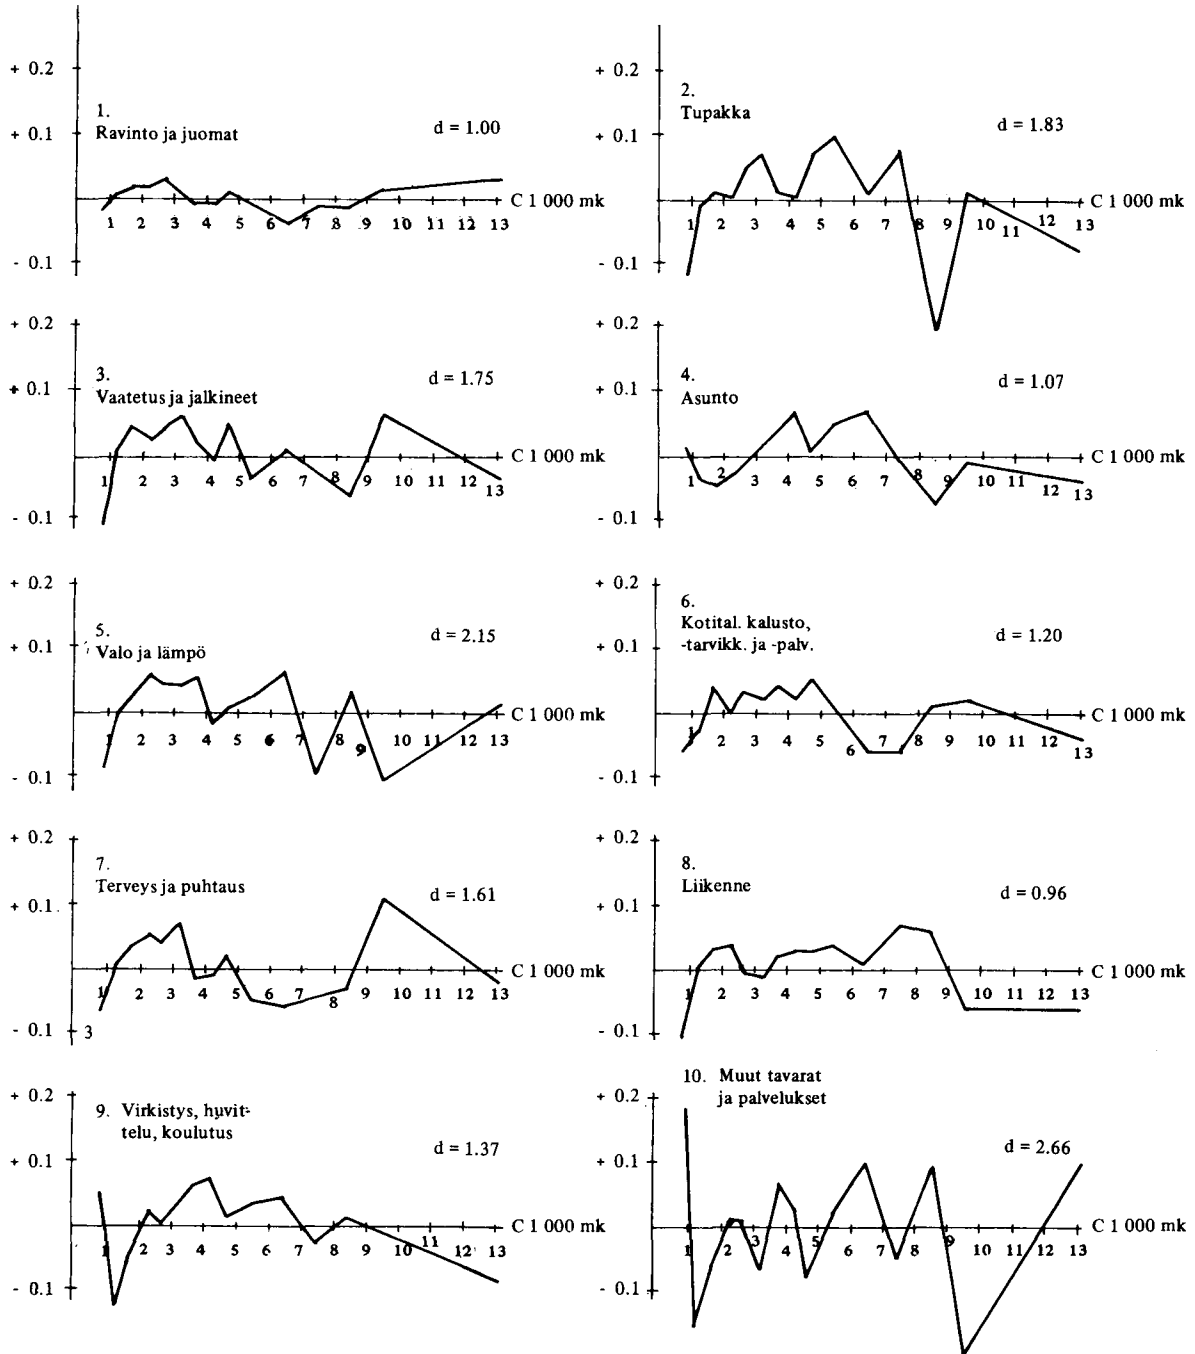 + 0.2
1.
Ravinto ja juomat
d = 1.00
+ 0.1
C 1 000 mk
1 2 3 4 5 6 7 8 9 10 11 12 13
- 0.1
+ 0.2
2.
Tupakka
d = 1.83
+ 0.1
C 1 000 mk
1 2 3 4 5 6 7 8 9 10 11 12 13
- 0.1
+ 0.2
3.
Vaatetus ja jalkineet
d = 1.75
+ 0.1
C 1 000 mk
1 2 3 4 5 6 7 8 9 10 11 12 13
- 0.1
+ 0.2
4.
Asunto
d = 1.07
+ 0.1
C 1 000 mk
1 2 3 4 5 6 7 8 9 10 11 12 13
- 0.1
+ 0.2
5.
Valo ja lämpö
d = 2.15
+ 0.1
C 1 000 mk
1 2 3 4 5 6 7 8 9 10 11 12 13
- 0.1
+ 0.2
6.
Kotital. kalusto,
-tarvikk. ja -palv.
d = 1.20
+ 0.1
C 1 000 mk
1 2 3 4 5 6 7 8 9 10 11 12 13
- 0.1
+ 0.2
7.
Terveys ja puhtaus
d = 1.61
+ 0.1
C 1 000 mk
1 2 3 4 5 6 7 8 9 10 11 12 13
- 0.1 3
+ 0.2
8.
Liikenne
d = 0.96
+ 0.1
C 1 000 mk
1 2 3 4 5 6 7 8 9 10 11 12 13
- 0.1
+ 0.2
9. Virkistys, huvit-
telu, koulutus
d = 1.37
+ 0.1
C 1 000 mk
1 2 3 4 5 6 7 8 9 10 11 12 13
- 0.1
10. Muut tavarat
ja palvelukset
+ 0.2
d = 2.66
+ 0.1
C 1 000 mk
1 2 3 4 5 6 7 8 9 10 11 12 13
- 0.1